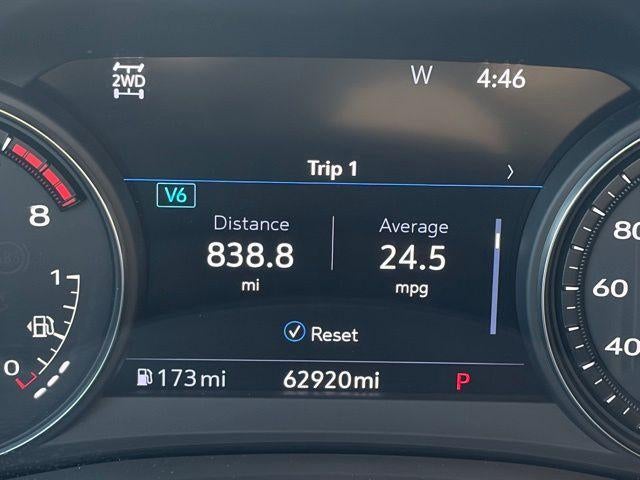 2WD
W
4:46
Trip 1
V6
Distance
838.8
mi
Average
24.5
mpg
Reset
173mi
62920mi
P
8
1
0
80
60
40